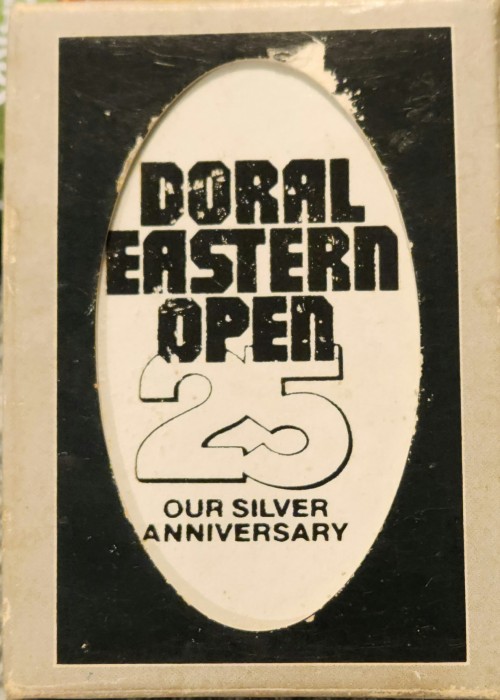 DORAL
EASTERN
OPEN
25
OUR SILVER
ANNIVERSARY